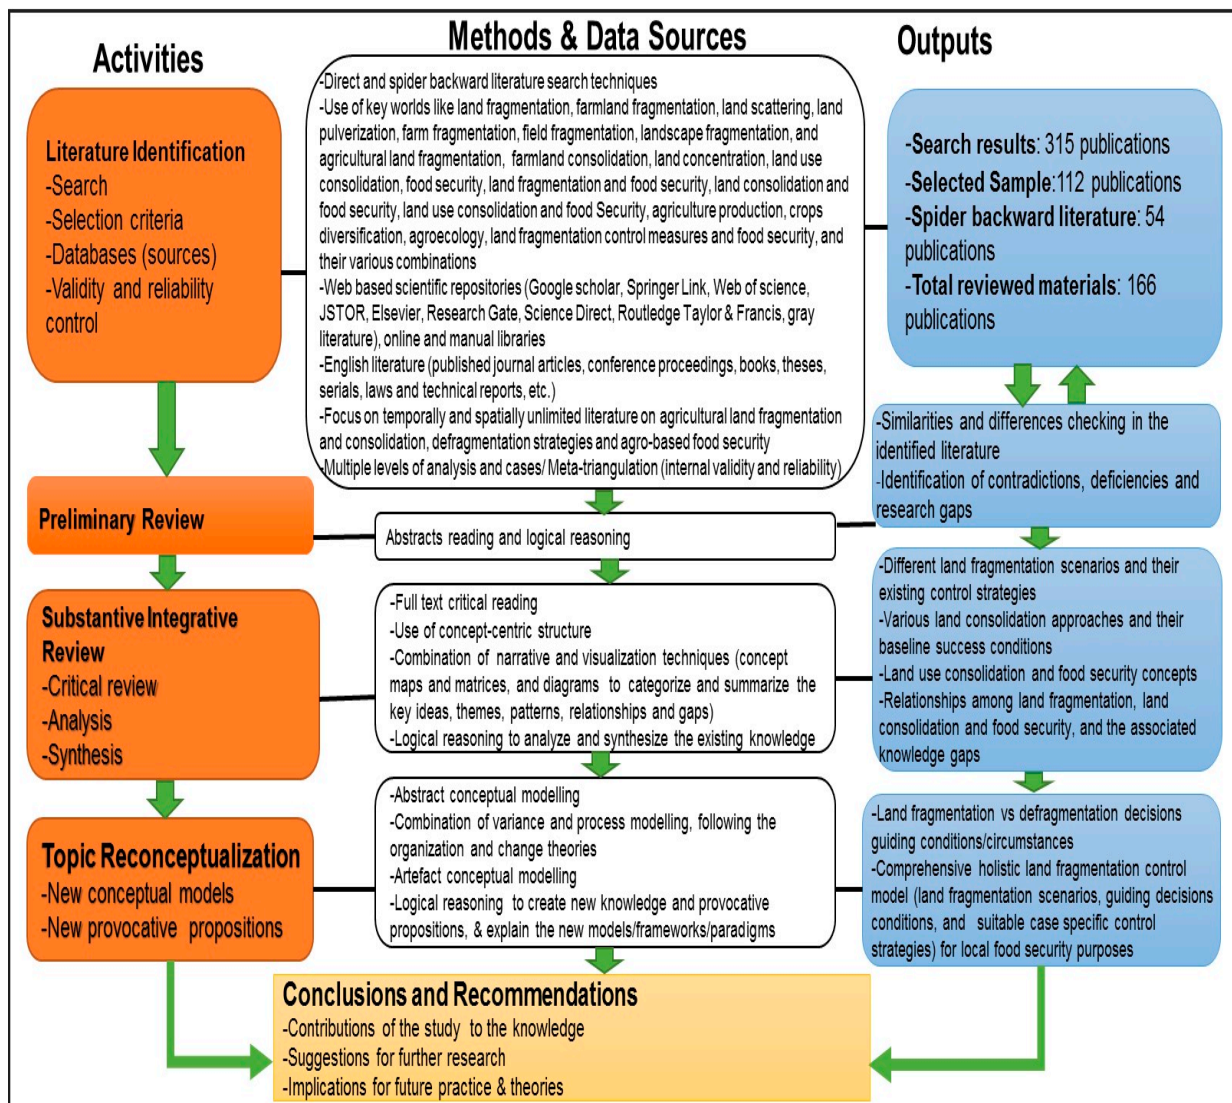 Activities
Methods & Data Sources
Outputs
Literature Identification
-Search
-Selection criteria
-Databases (sources)
-Validity and reliability
control
-Direct and spider backward literature search techniques
-Use of key worlds like land fragmentation, farmland fragmentation, land scattering, land
pulverization, farm fragmentation, field fragmentation, landscape fragmentation, and
agricultural land fragmentation, farmland consolidation, land concentration, land use
consolidation, food security, land fragmentation and food security, land consolidation and
food security, land use consolidation and food Security, agriculture production, crops
diversification, agroecology, land fragmentation control measures and food security, and
their various combinations
-Web based scientific repositories (Google scholar, Springer Link, Web of science,
JSTOR, Elsevier, Research Gate, Science Direct, Routledge Taylor & Francis, gray
literature), online and manual libraries
-English literature (published journal articles, conference proceedings, books, theses,
serials, laws and technical reports, etc.)
-Focus on temporally and spatially unlimited literature on agricultural land fragmentation
and consolidation, defragmentation strategies and agro-based food security
-Multiple levels of analysis and cases/ Meta-triangulation (internal validity and reliability)
-Search results: 315 publications
-Selected Sample:112 publications
-Spider backward literature: 54
publications
-Total reviewed materials: 166
publications
Preliminary Review
Abstracts reading and logical reasoning
-Similarities and differences checking in the
identified literature
-Identification of contradictions, deficiencies and
research gaps
Substantive Integrative
Review
-Critical review
-Analysis
-Synthesis
-Full text critical reading
-Use of concept-centric structure
-Combination of narrative and visualization techniques (concept
maps and matrices, and diagrams to categorize and summarize the
key ideas, themes, patterns, relationships and gaps)
-Logical reasoning to analyze and synthesize the existing knowledge
-Different land fragmentation scenarios and their
existing control strategies
-Various land consolidation approaches and their
baseline success conditions
-Land use consolidation and food security concepts
-Relationships among land fragmentation, land
consolidation and food security, and the associated
knowledge gaps
Topic Reconceptualization
-New conceptual models
-New provocative propositions
-Abstract conceptual modelling
-Combination of variance and process modelling, following the
organization and change theories
-Artefact conceptual modelling
-Logical reasoning to create new knowledge and provocative
propositions, & explain the new models/frameworks/paradigms
-Land fragmentation vs defragmentation decisions
guiding conditions/circumstances
-Comprehensive holistic land fragmentation control
model (land fragmentation scenarios, guiding decisions
conditions, and suitable case specific control
strategies) for local food security purposes
Conclusions and Recommendations
-Contributions of the study to the knowledge
-Suggestions for further research
-Implications for future practice & theories